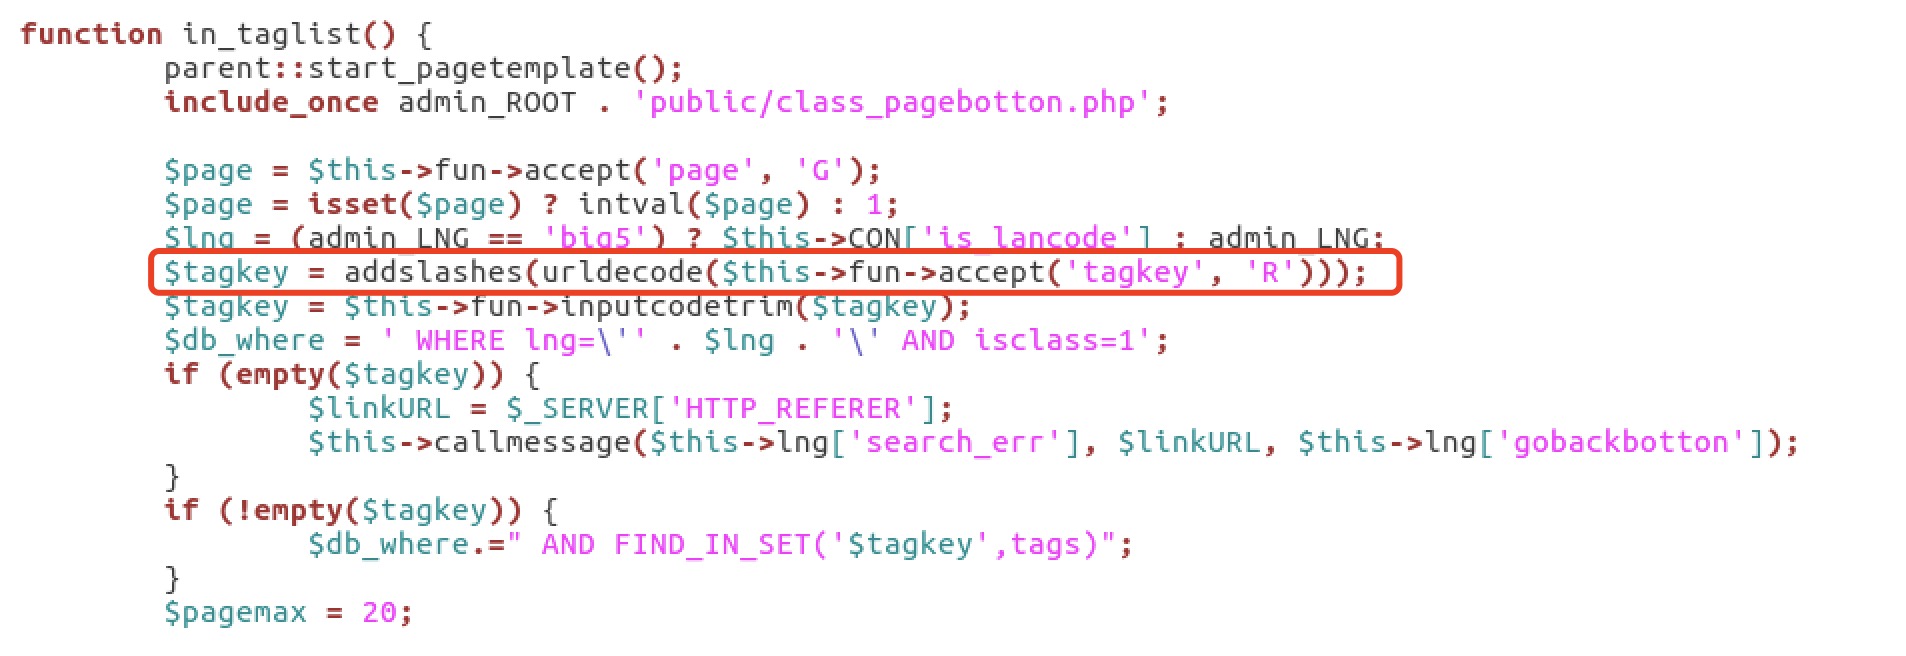 function in_taglist() {
parent::start_pagetemplate();
include_once admin_ROOT . 'public/class_pagebotton.php';
$page = $this->fun->accept('page', 'G');
$page = isset($page) ? intval($page) : 1;
$lng = (admin_LNG == 'big5') ? $this->CON['is_lancode'] : admin_LNG;
$tagkey = addslashes(urldecode($this->fun->accept('tagkey', 'R')));
$tagkey = $this->fun->inputcodetrim($tagkey);
$db_where = ' WHERE lng=\'' . $lng . '\' AND isclass=1';
if (empty($tagkey)) {
$linkURL = $_SERVER['HTTP_REFERER'];
$this->callmessage($this->lng['search_err'], $linkURL, $this->lng['gobackbotton']);
}
if (!empty($tagkey)) {
$db_where.=" AND FIND_IN_SET('$tagkey',tags)";
}
$pagemax = 20;